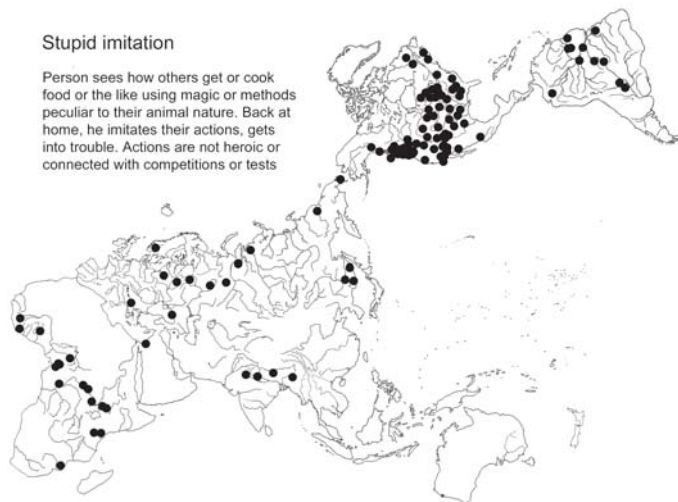 Stupid imitation
Person sees how others get or cook
food or the like using magic or methods
peculiar to their animal nature. Back at
home, he imitates their actions, gets
into trouble. Actions are not heroic or
connected with competitions or tests